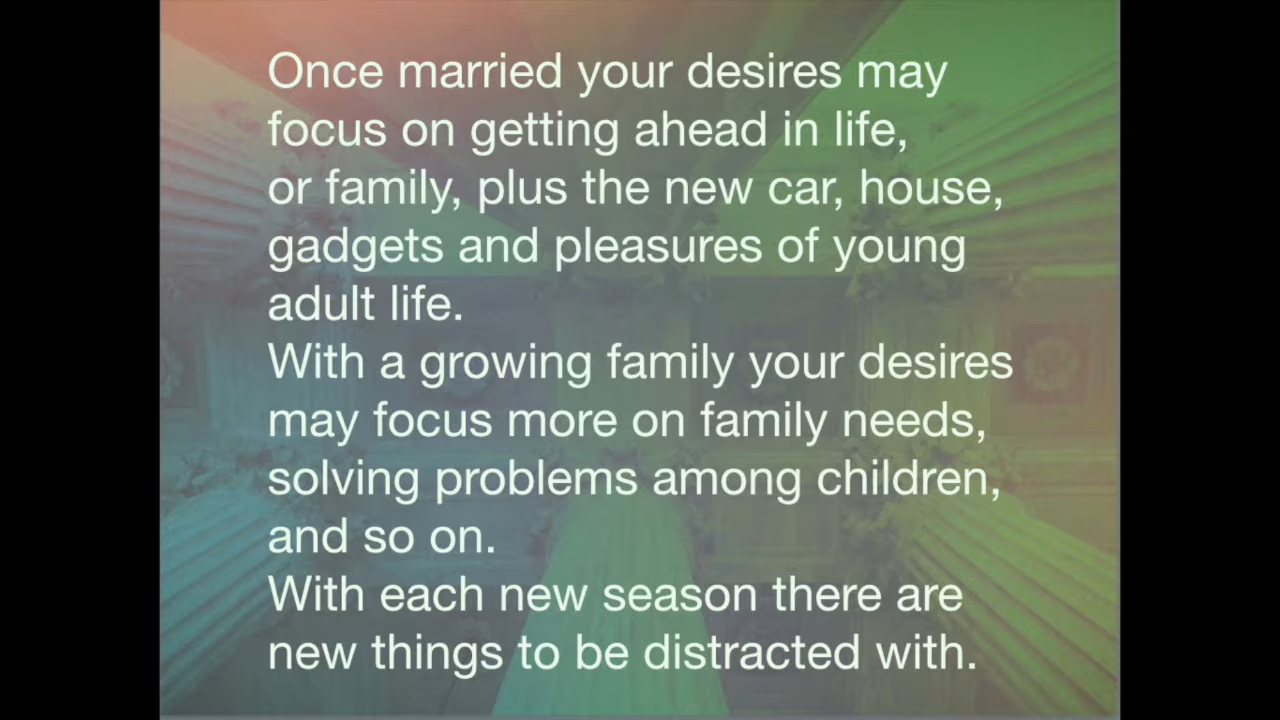 Once married your desires may
focus on getting ahead in life,
or family, plus the new car, house,
gadgets and pleasures of young
adult life.
With a growing family your desires
may focus more on family needs,
solving problems among children,
and so on.
With each new season there are
new things to be distracted with.